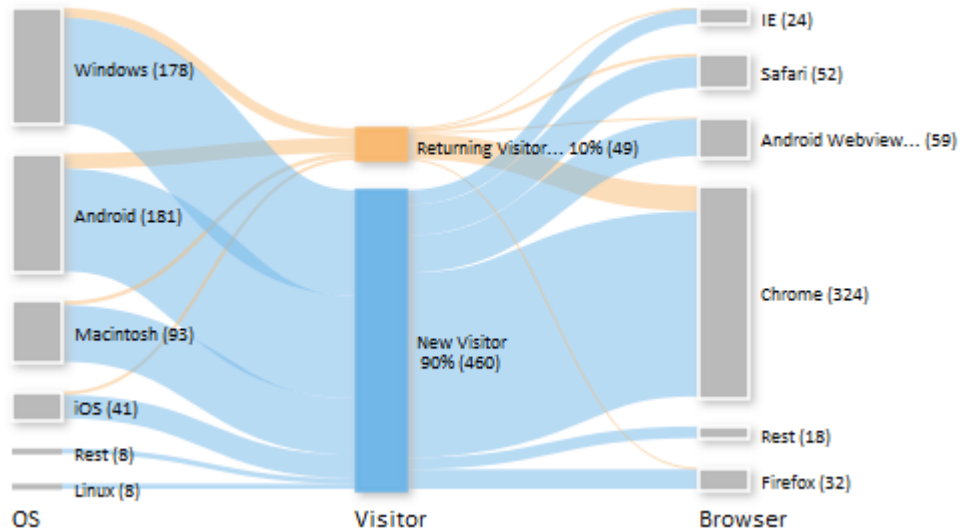 Windows (178)
Android (181)
Macintosh (93)
iOS (41)
Rest (8)
Linux (8)
OS
Returning Visitor... 10% (49)
New Visitor
90% (460)
Visitor
IE (24)
Safari (52)
Android Webview... (59)
Chrome (324)
Rest (18)
Firefox (32)
Browser